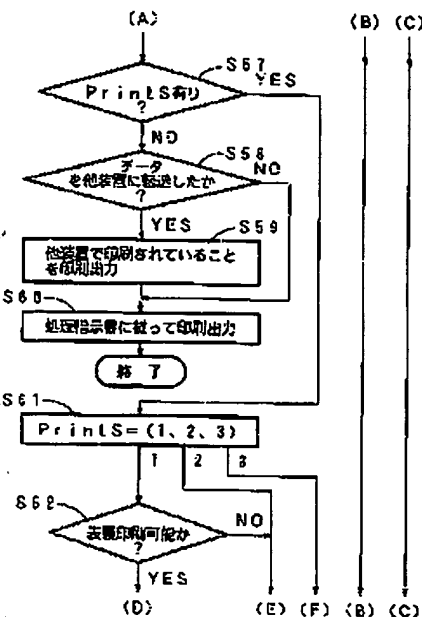 (A) (B) (C)
S57
YES
PrintS有り
?
NO
S58
データ
NO
を他装置に転送したか
?
YES
S59
他装置で印刷されていること
を印刷出力
S60
処理指示書に従って印刷出力
終了
S61
PrintS=(1、2、3)
1 2 3
S62
装置印刷可能か
NO
?
YES
(D) (E) (F) (B) (C)